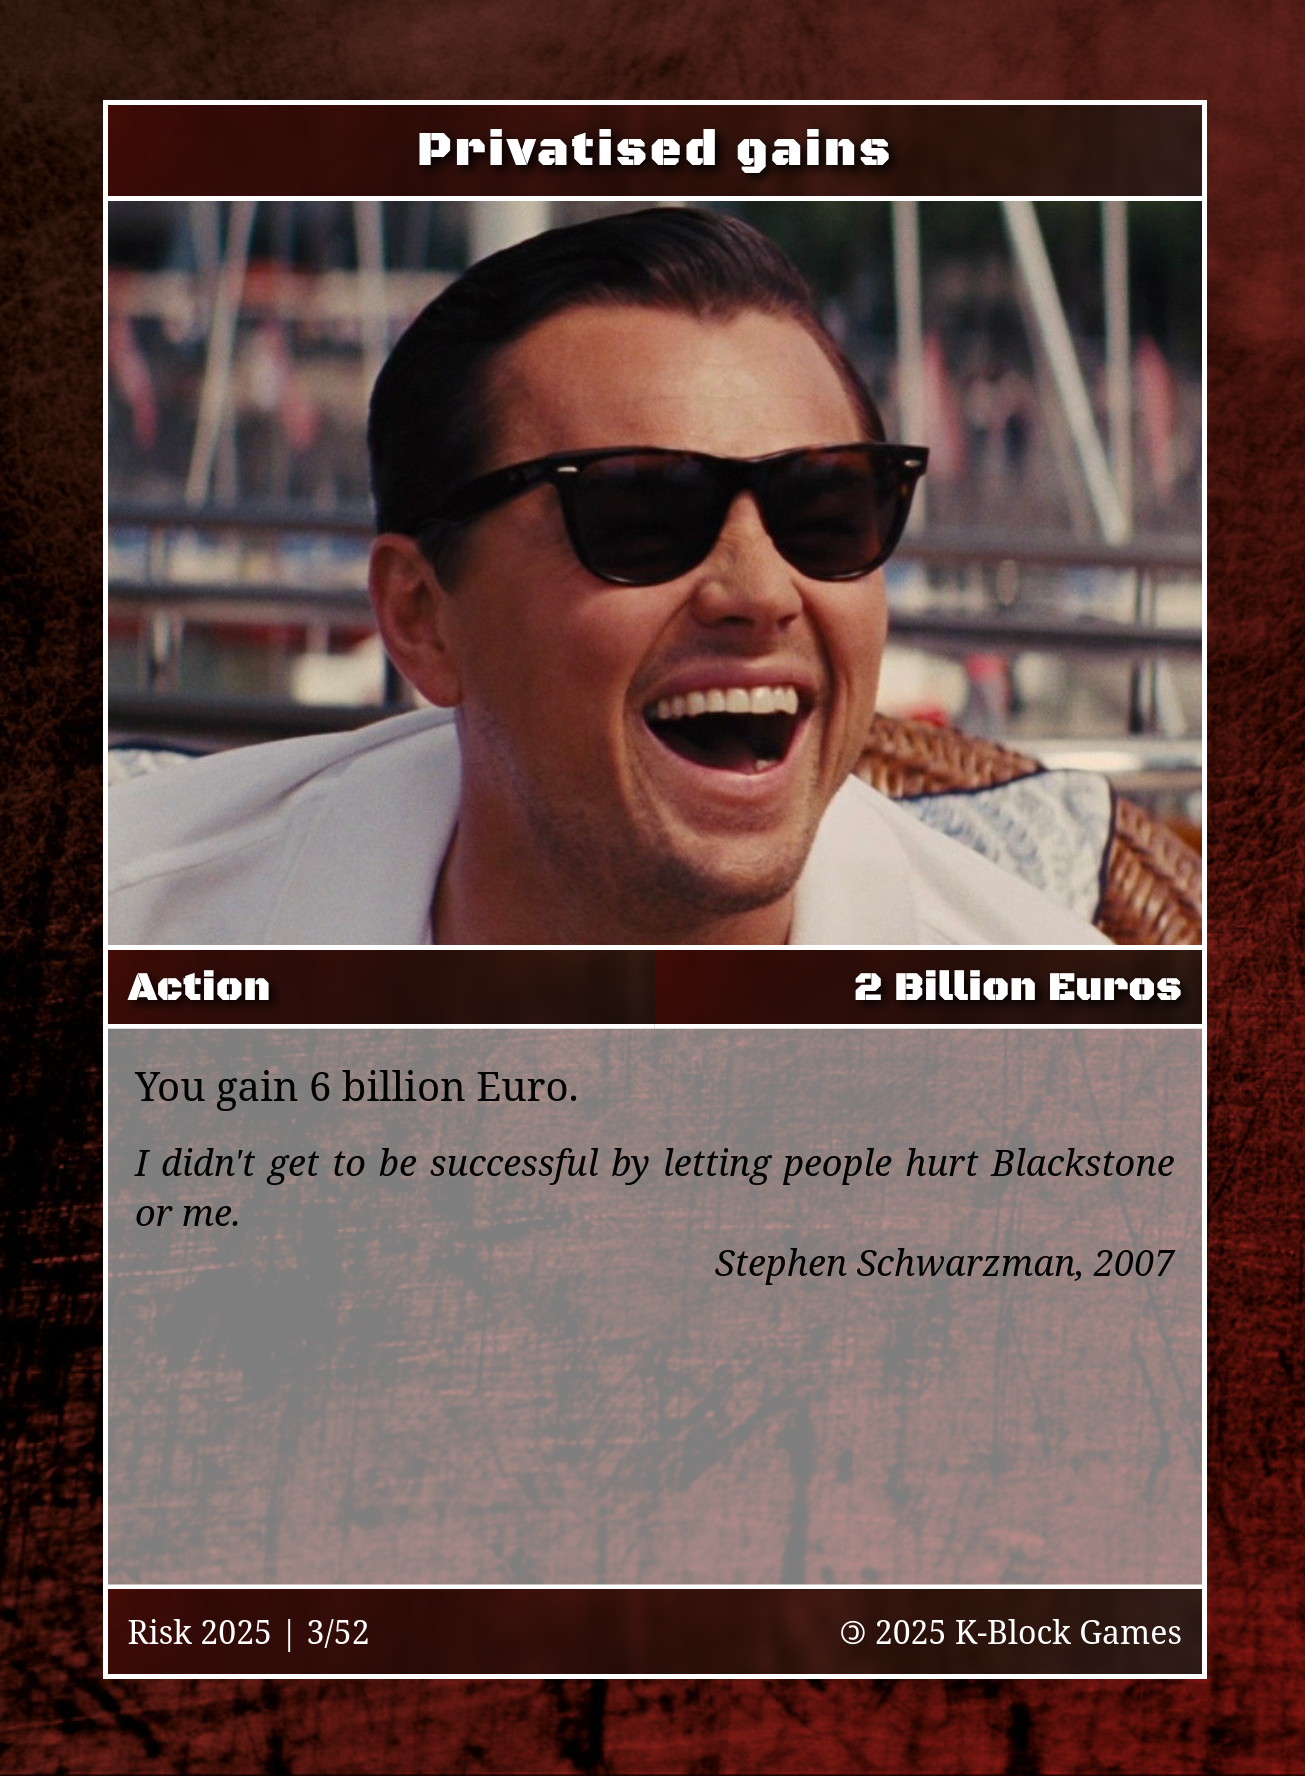 Privatised gains
Action
2 Billion Euros
You gain 6 billion Euro.
I didn't get to be successful by letting people hurt Blackstone
or me.
Stephen Schwarzman, 2007
Risk 2025 | 3/52
🄯 2025 K-Block Games